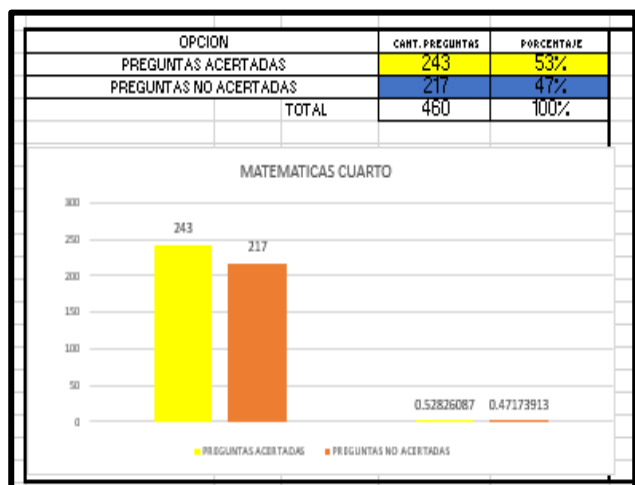 OPCION CANT. PREGUNTAS PORCENTAJE
PREGUNTAS ACERTADAS 243 53%
PREGUNTAS NO ACERTADAS 217 47%
TOTAL 460 100%
MATEMATICAS CUARTO
300
250
200
150
100
50
0
243
217
0.52826087
0.47173913
PREGUNTAS ACERTADAS PREGUNTAS NO ACERTADAS